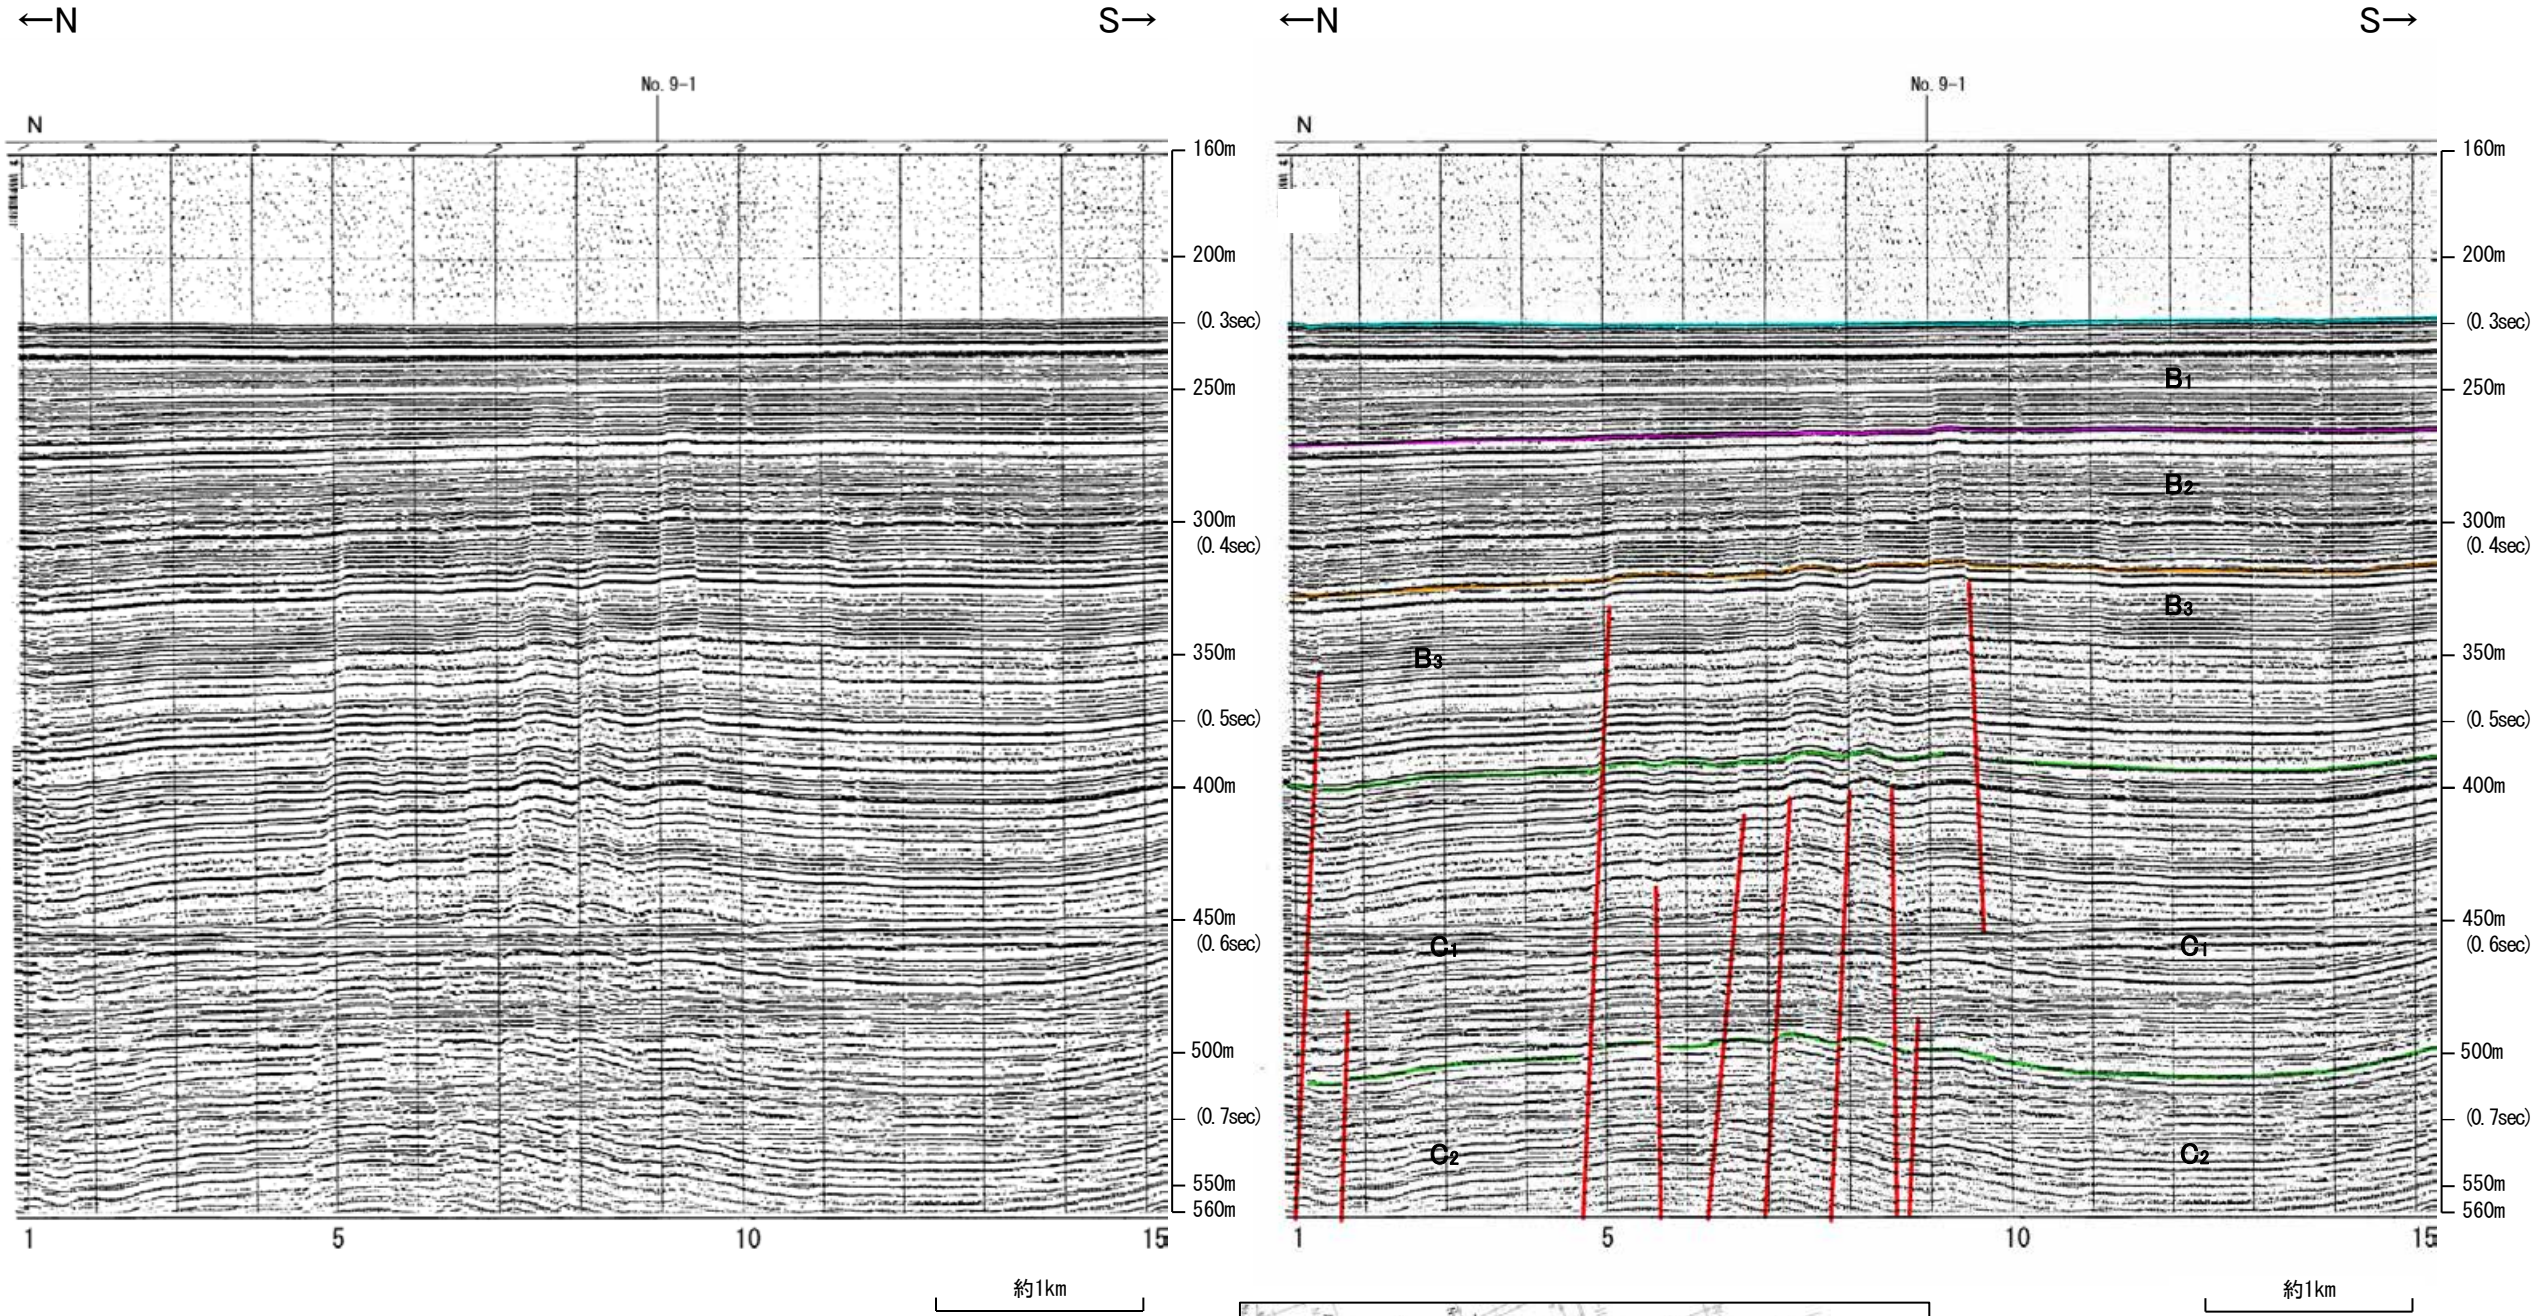 ←N
S→
No. 9-1
N
160m
200m
(0.3sec)
250m
300m
(0.4sec)
350m
(0.5sec)
400m
450m
(0.6sec)
500m
(0.7sec)
550m
560m
1
5
10
15
約1km
←N
S→
No. 9-1
N
160m
200m
(0.3sec)
B1
250m
B2
300m
(0.4sec)
B3
B3
350m
(0.5sec)
400m
450m
C1
C1
(0.6sec)
500m
(0.7sec)
C2
C2
550m
560m
1
5
10
15
約1km